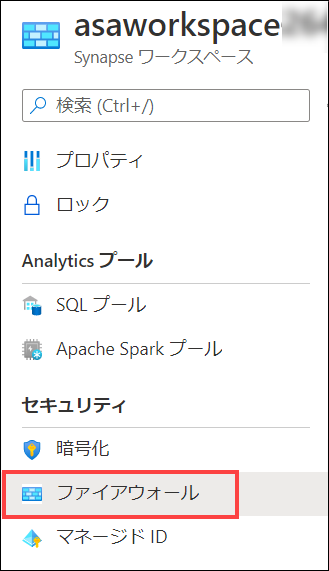 asaworkspace
Synapse ワークスペース
検索 (Ctrl+/)
プロパティ
ロック
Analytics プール
SQL プール
Apache Spark プール
セキュリティ
暗号化
ファイアウォール
マネージド ID